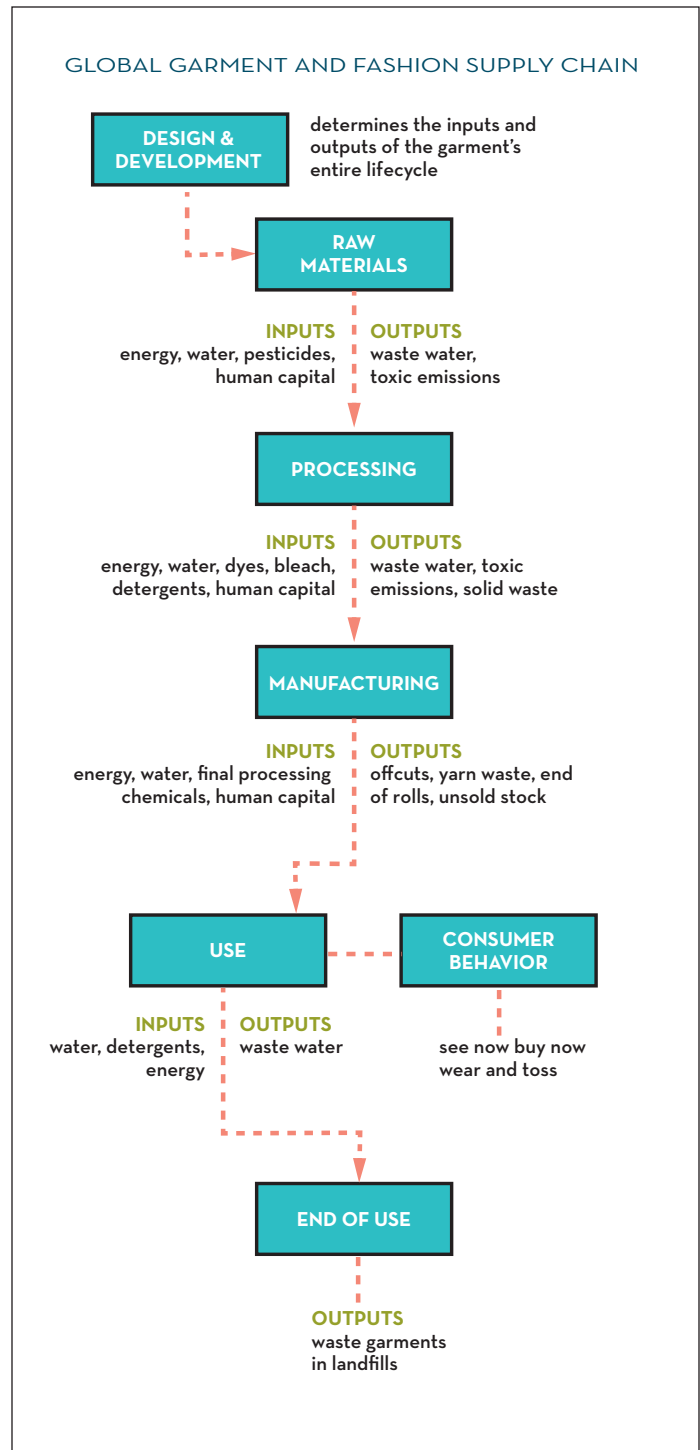 GLOBAL GARMENT AND FASHION SUPPLY CHAIN
DESIGN &
DEVELOPMENT
determines the inputs and
outputs of the garment's
entire lifecycle
RAW
MATERIALS
INPUTS
energy, water, pesticides,
human capital
OUTPUTS
waste water,
toxic emissions
PROCESSING
INPUTS
energy, water, dyes, bleach,
detergents, human capital
OUTPUTS
waste water, toxic
emissions, solid waste
MANUFACTURING
INPUTS
energy, water, final processing
chemicals, human capital
OUTPUTS
offcuts, yarn waste, end
of rolls, unsold stock
USE
CONSUMER
BEHAVIOR
INPUTS
water, detergents,
energy
OUTPUTS
waste water
see now buy now
wear and toss
END OF USE
OUTPUTS
waste garments
in landfills